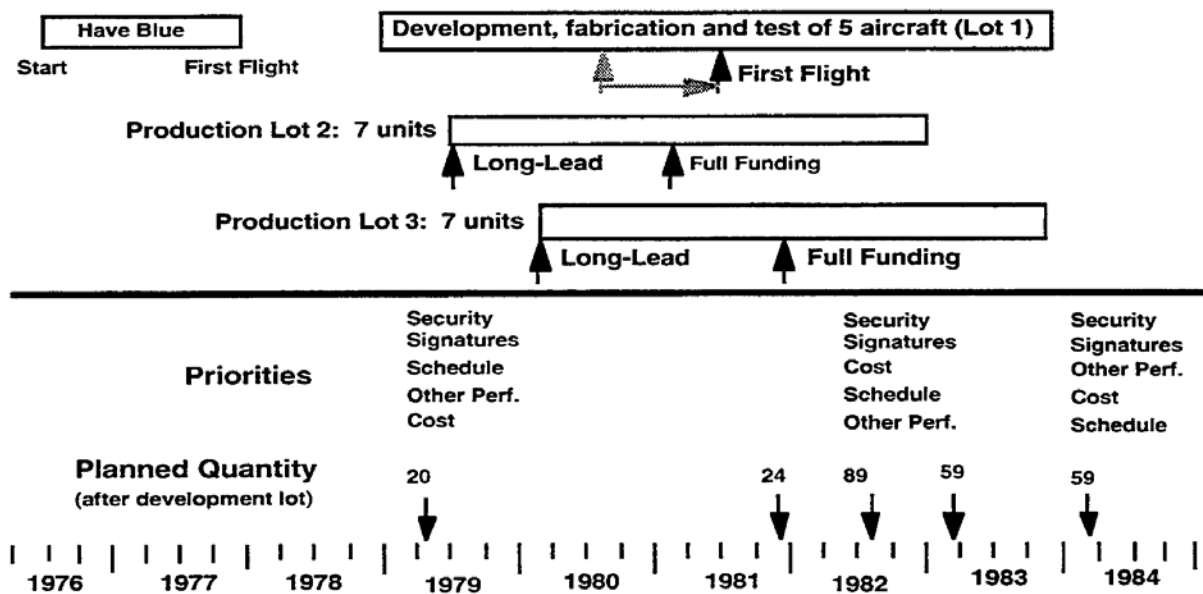 Have Blue
Start
First Flight
Development, fabrication and test of 5 aircraft (Lot 1)
First Flight
Production Lot 2: 7 units
Long-Lead
Full Funding
Production Lot 3: 7 units
Long-Lead
Full Funding
Priorities
Security
Signatures
Schedule
Other Perf.
Cost
Security
Signatures
Cost
Schedule
Other Perf.
Security
Signatures
Other Perf.
Cost
Schedule
Planned Quantity
(after development lot)
20
24
89
59
59
1976
1977
1978
1979
1980
1981
1982
1983
1984